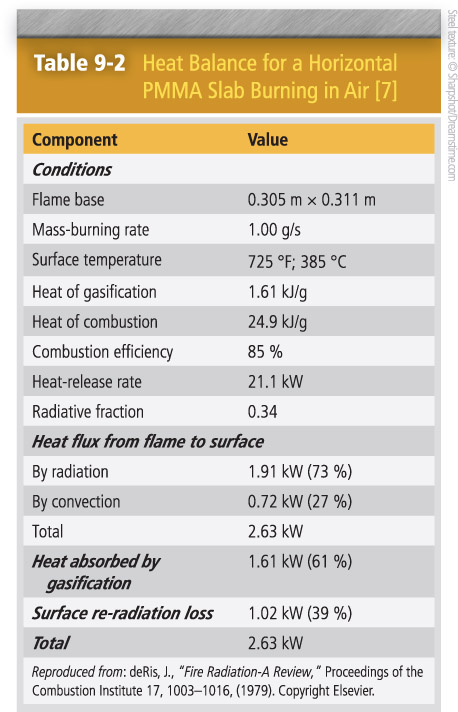 Table 9-2 Heat Balance for a Horizontal
PMMA Slab Burning in Air [7]
Steel texture: © Sharpshot/Dreamstime.com
Component Value
Conditions
Flame base 0.305 m × 0.311 m
Mass-burning rate 1.00 g/s
Surface temperature 725 °F; 385 °C
Heat of gasification 1.61 kJ/g
Heat of combustion 24.9 kJ/g
Combustion efficiency 85 %
Heat-release rate 21.1 kW
Radiative fraction 0.34
Heat flux from flame to surface
By radiation 1.91 kW (73 %)
By convection 0.72 kW (27 %)
Total 2.63 kW
Heat absorbed by 1.61 kW (61 %)
gasification
Surface re-radiation loss 1.02 kW (39 %)
Total 2.63 kW
Reproduced from: deRis, J., “Fire Radiation-A Review,” Proceedings of the
Combustion Institute 17, 1003–1016, (1979). Copyright Elsevier.